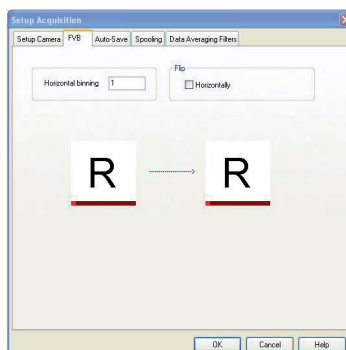 Setup Acquisition
Setup Camera FVB Auto-Save Spooling Data Averaging Filters
Flip
Horizontal binning 1 Horizontally
R R
OK Cancel Help